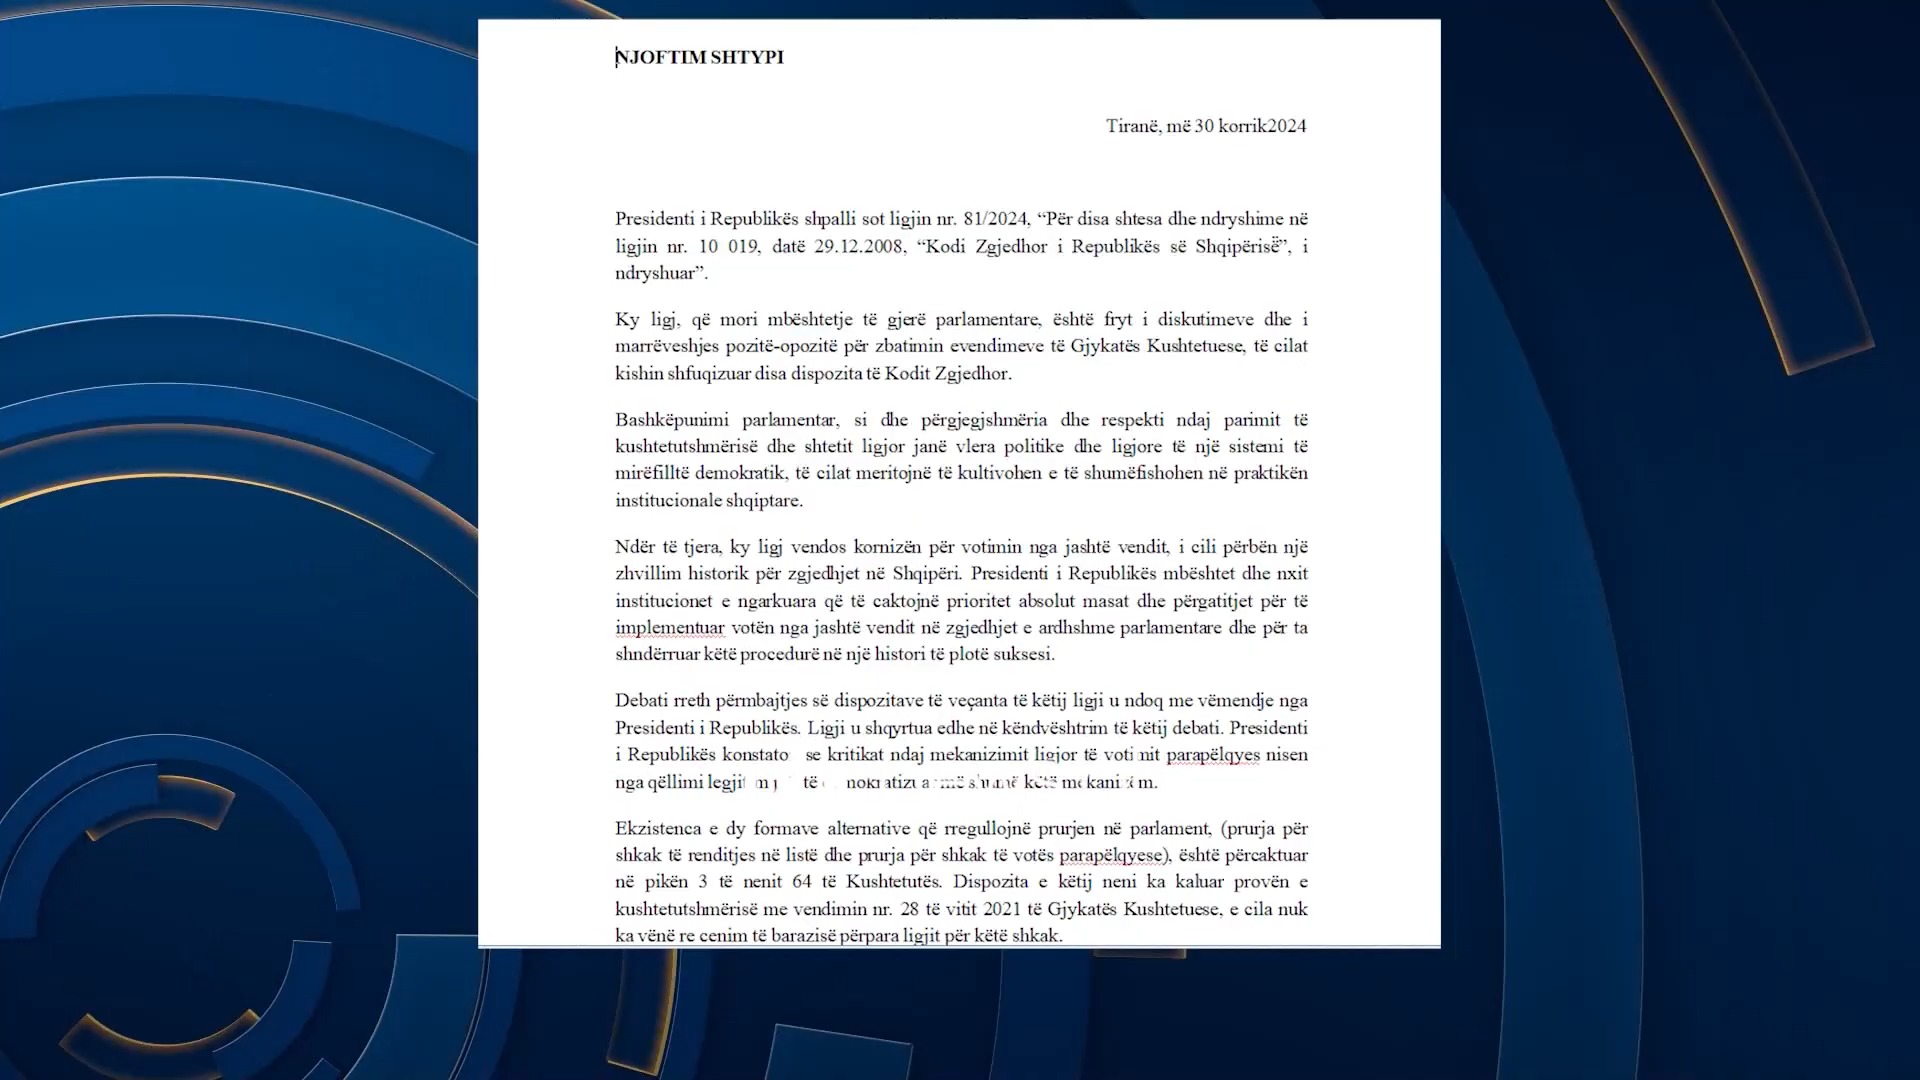 NJOFTIM SHTYPI
Tiranë, më 30 korrik2024
Presidenti i Republikës shpalli sot ligjin nr. 81/2024, “Për disa shtesa dhe ndryshime në
ligjin nr. 10 019, datë 29.12.2008, “Kodi Zgjedhor i Republikës së Shqipërisë”, i
ndryshuar”.
Ky ligj, që mori mbështetje të gjerë parlamentare, është fryt i diskutimeve dhe i
marrëveshjes pozitë-opozitë për zbatimin evendimeve të Gjykatës Kushtetuese, të cilat
kishin shfuqizuar disa dispozita të Kodit Zgjedhor.
Bashkëpunimi parlamentar, si dhe përgjegjshmëria dhe respekti ndaj parimit të
kushtetutshmërisë dhe shtetit ligjor janë vlera politike dhe ligjore të një sistemi të
mirëfilltë demokratik, të cilat meritojnë të kultivohen e të shumëfishohen në praktikën
institucionale shqiptare.
Ndër të tjera, ky ligj vendos kornizën për votimin nga jashtë vendit, i cili përbën një
zhvillim historik për zgjedhjet në Shqipëri. Presidenti i Republikës mbështet dhe nxit
institucionet e ngarkuara që të caktojnë prioritet absolut masat dhe përgatitjet për të
implementuar votën nga jashtë vendit në zgjedhjet e ardhshme parlamentare dhe për ta
shndërruar këtë procedurë në një histori të plotë suksesi.
Debati rreth përmbajtjes së dispozitave të veçanta të këtij ligji u ndoq me vëmendje nga
Presidenti i Republikës. Ligji u shqyrtua edhe në këndvështrim të këtij debati. Presidenti
i Republikës se kritikat ndaj mekanizimit ligjor të votimit parapëlqyes nisen
nga qëllimi të më shumë këtë
Ekzistenca e dy formave alternative që rregullojnë prurjen në parlament, (prurja për
shkak të renditjes në listë dhe prurja për shkak të votës parapëlqyese), është përcaktuar
në pikën 3 të nenit 64 të Kushtetutës. Dispozita e këtij neni ka kaluar provën e
kushtetutshmërisë me vendimin nr. 28 të vitit 2021 të Gjykatës Kushtetuese, e cila nuk
ka vënë re cenim të barazisë përpara ligjit për këtë shkak.